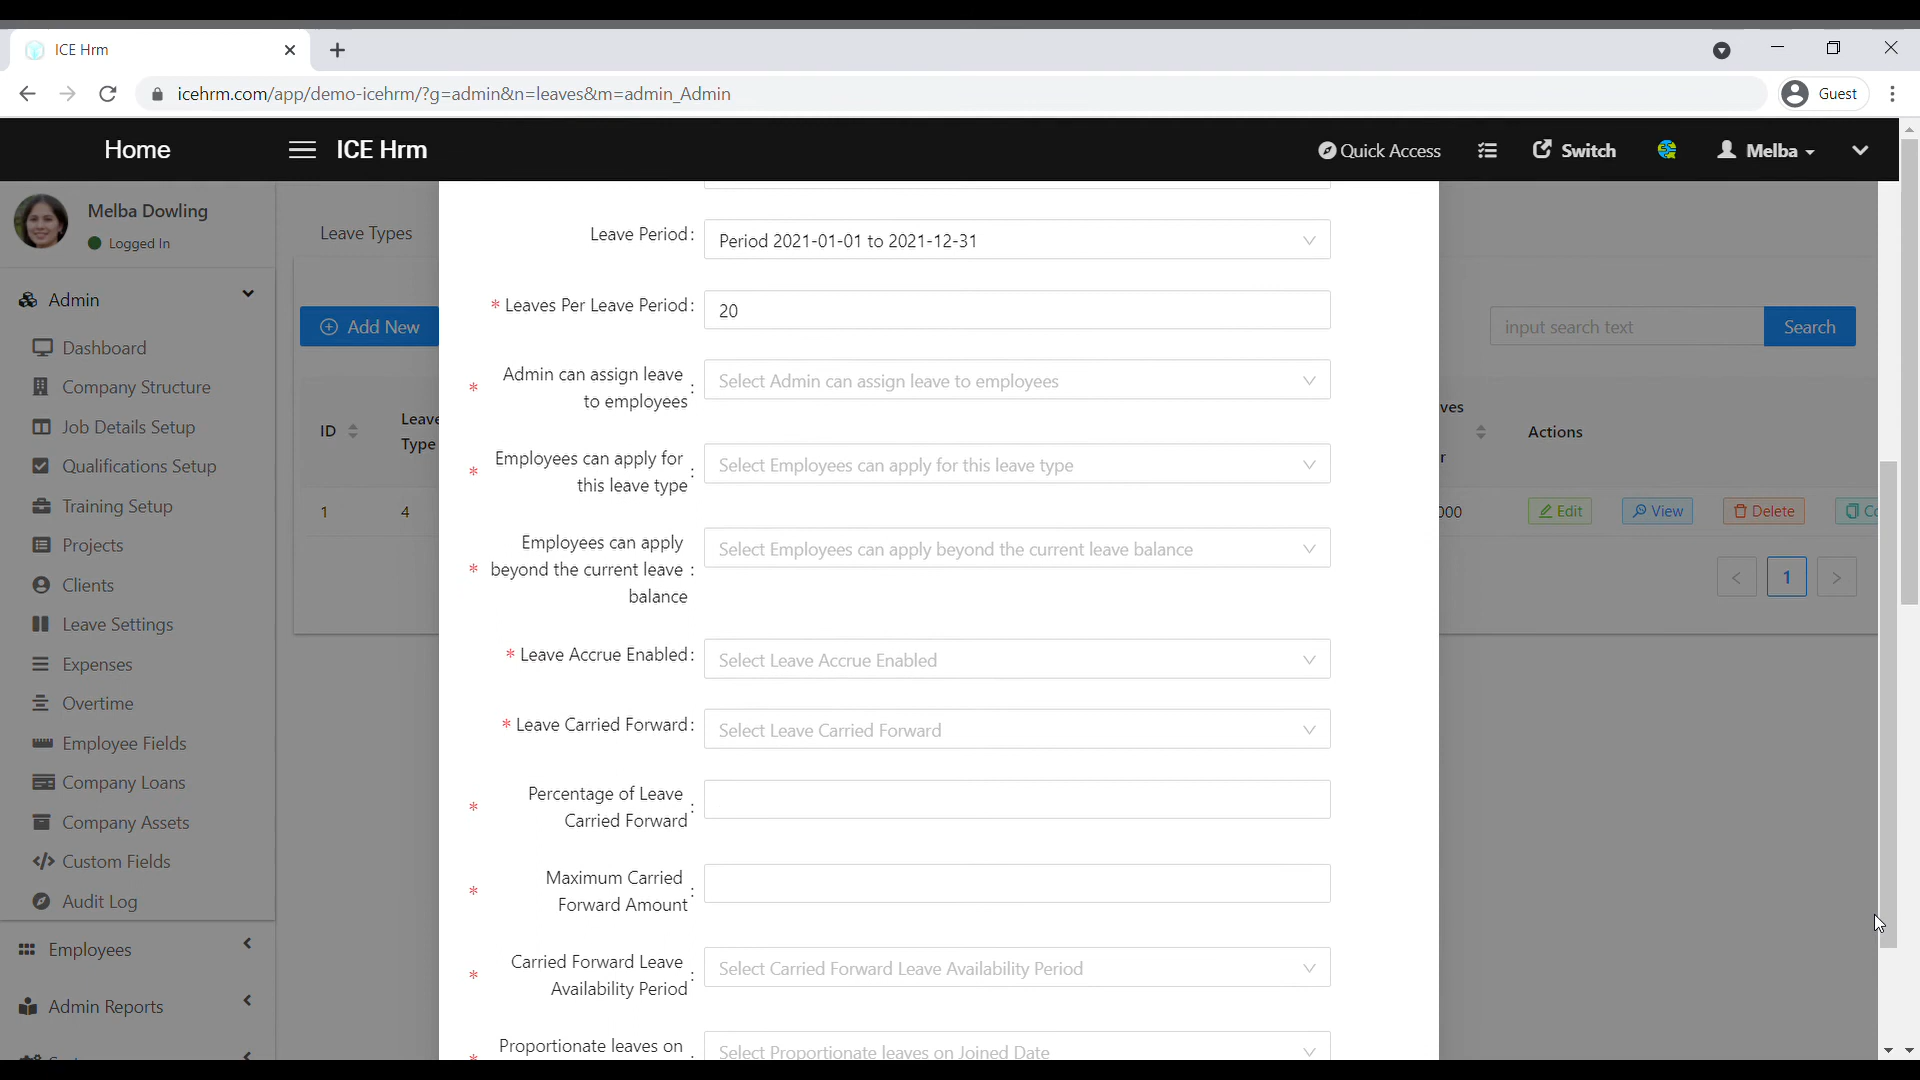 ICE Hrm
icehrm.com/app/demo-icehrm/?g=admin&n=leaves&m=admin_Admin
Guest
Home
ICE Hrm
Quick Access
Switch
Melba
Melba Dowling
Logged In
Admin
Dashboard
Company Structure
Job Details Setup
Qualifications Setup
Training Setup
Projects
Clients
Leave Settings
Expenses
Overtime
Employee Fields
Company Loans
Company Assets
Custom Fields
Audit Log
Employees
Admin Reports
Leave Types
Add New
input search text
Search
ID
Leave
Type
Actions
1
4
000
Edit
View
Delete
<
1
>
Leave Period:
Period 2021-01-01 to 2021-12-31
* Leaves Per Leave Period:
20
* Admin can assign leave
to employees :
Select Admin can assign leave to employees
* Employees can apply for
this leave type :
Select Employees can apply for this leave type
Employees can apply
* beyond the current leave :
balance
Select Employees can apply beyond the current leave balance
* Leave Accrue Enabled:
Select Leave Accrue Enabled
* Leave Carried Forward:
Select Leave Carried Forward
* Percentage of Leave
Carried Forward :
* Maximum Carried
Forward Amount :
* Carried Forward Leave
Availability Period :
Select Carried Forward Leave Availability Period
* Proportionate leaves on :
Select Proportionate leaves on Joined Date